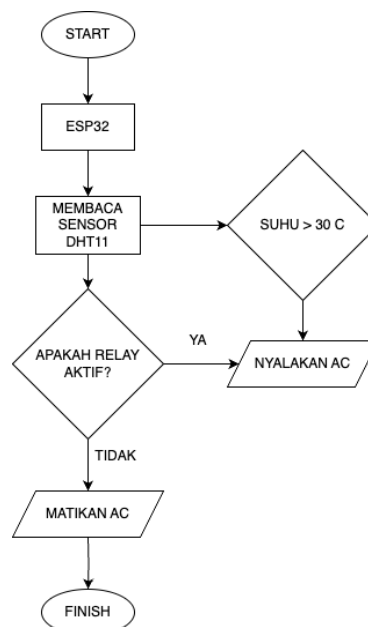 START
ESP32
MEMBACA
SENSOR
DHT11
SUHU > 30 C
APAKAH RELAY
AKTIF?
YA
NYALAKAN AC
TIDAK
MATIKAN AC
FINISH